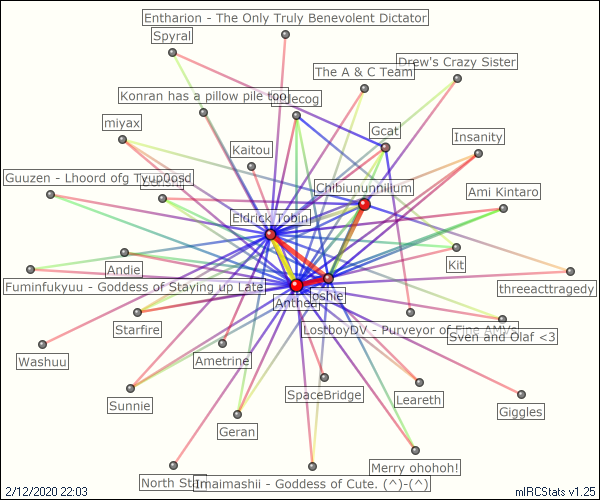 Entharion - The Only Truly Benevolent Dictator
Spyral
Drew's Crazy Sister
The A & C Team
Konran has a pillow pile too
miyax
Gcat
Insanity
Kaitou
Guuzen - Lhoord ofg Tyup0osd
Chibiununnilium
Ami Kintaro
Eldrick Tobin
Andie
Kit
Fuminfukyuu - Goddess of Staying up Late
threeacttragedy
Anthea
Joshie
Starfire
LostboyDV - Purveyor of Fine AMVs
Sven and Olaf <3
Washuu
Ametrine
SpaceBridge
Leareth
Sunnie
Giggles
Geran
Merry ohohoh!
North Star
Imaimashii - Goddess of Cute. (^)-(^)
2/12/2020 22:03
mIRCStats v1.25